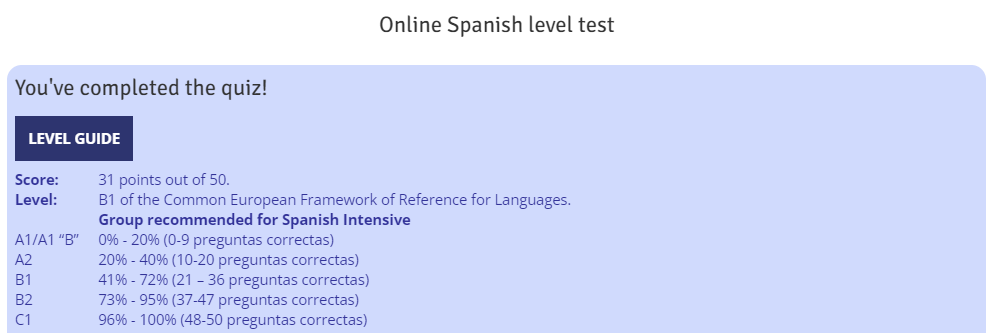 Online Spanish level test
You've completed the quiz!
LEVEL GUIDE
Score: 31 points out of 50.
Level: B1 of the Common European Framework of Reference for Languages.
Group recommended for Spanish Intensive
A1/A1 “B” 0% - 20% (0-9 preguntas correctas)
A2 20% - 40% (10-20 preguntas correctas)
B1 41% - 72% (21 – 36 preguntas correctas)
B2 73% - 95% (37-47 preguntas correctas)
C1 96% - 100% (48-50 preguntas correctas)